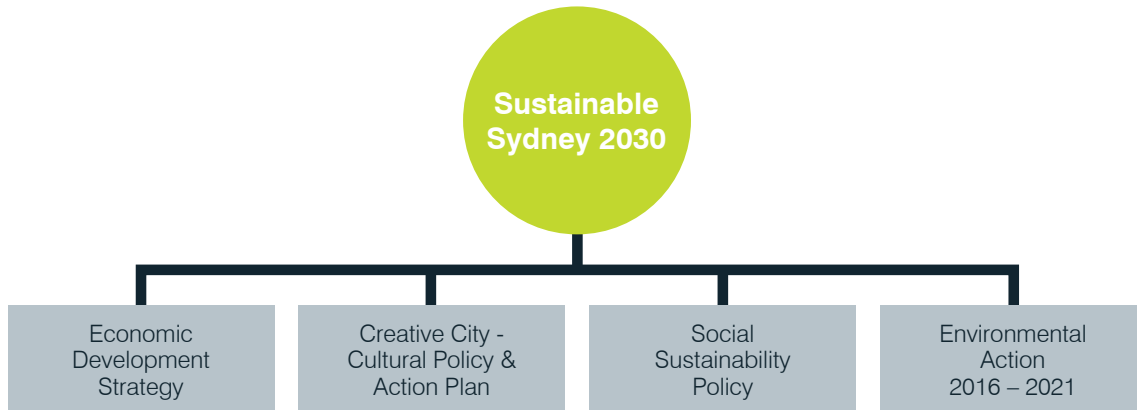 Sustainable
Sydney 2030
Economic
Development
Strategy
Creative City -
Cultural Policy &
Action Plan
Social
Sustainability
Policy
Environmental
Action
2016 – 2021